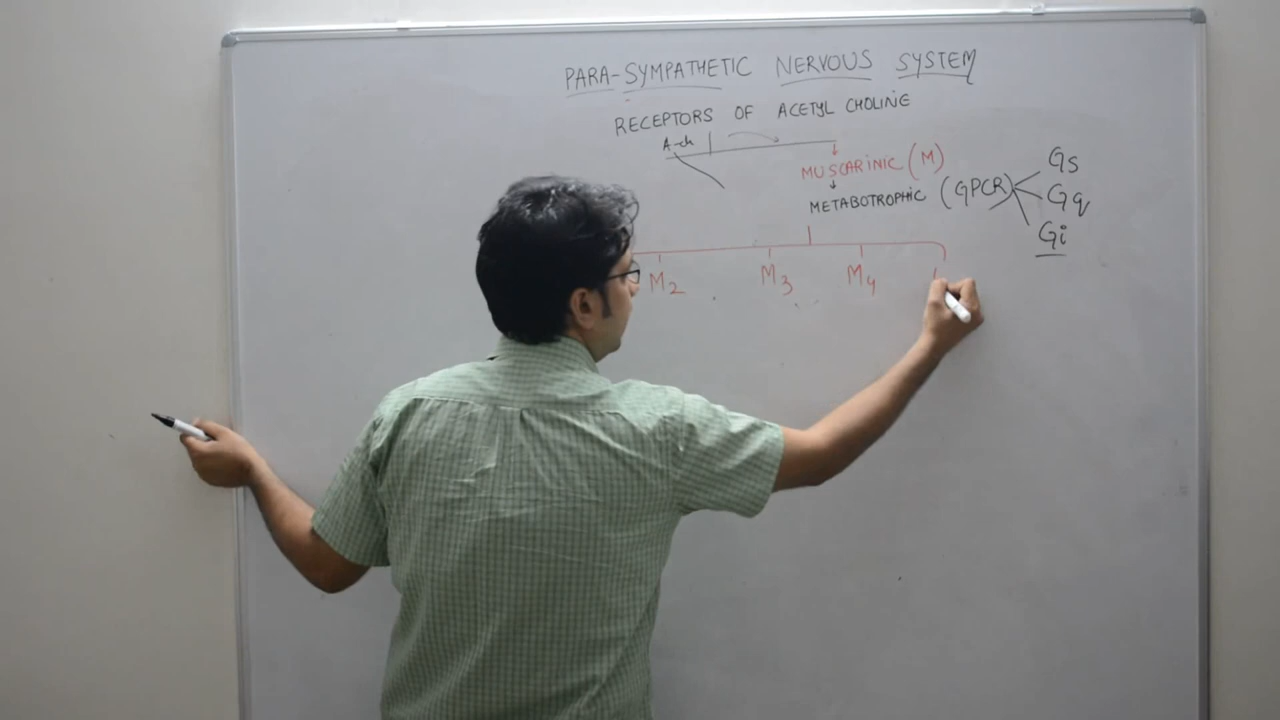 PARA-SYMPATHETIC NERVOUS SYSTEM
RECEPTORS OF ACETYL CHOLINE
A-ch
MUSCARINIC (M)
METABOTROPHIC (GPCR)
Gs
Gq
Gi
M2 M3 M4